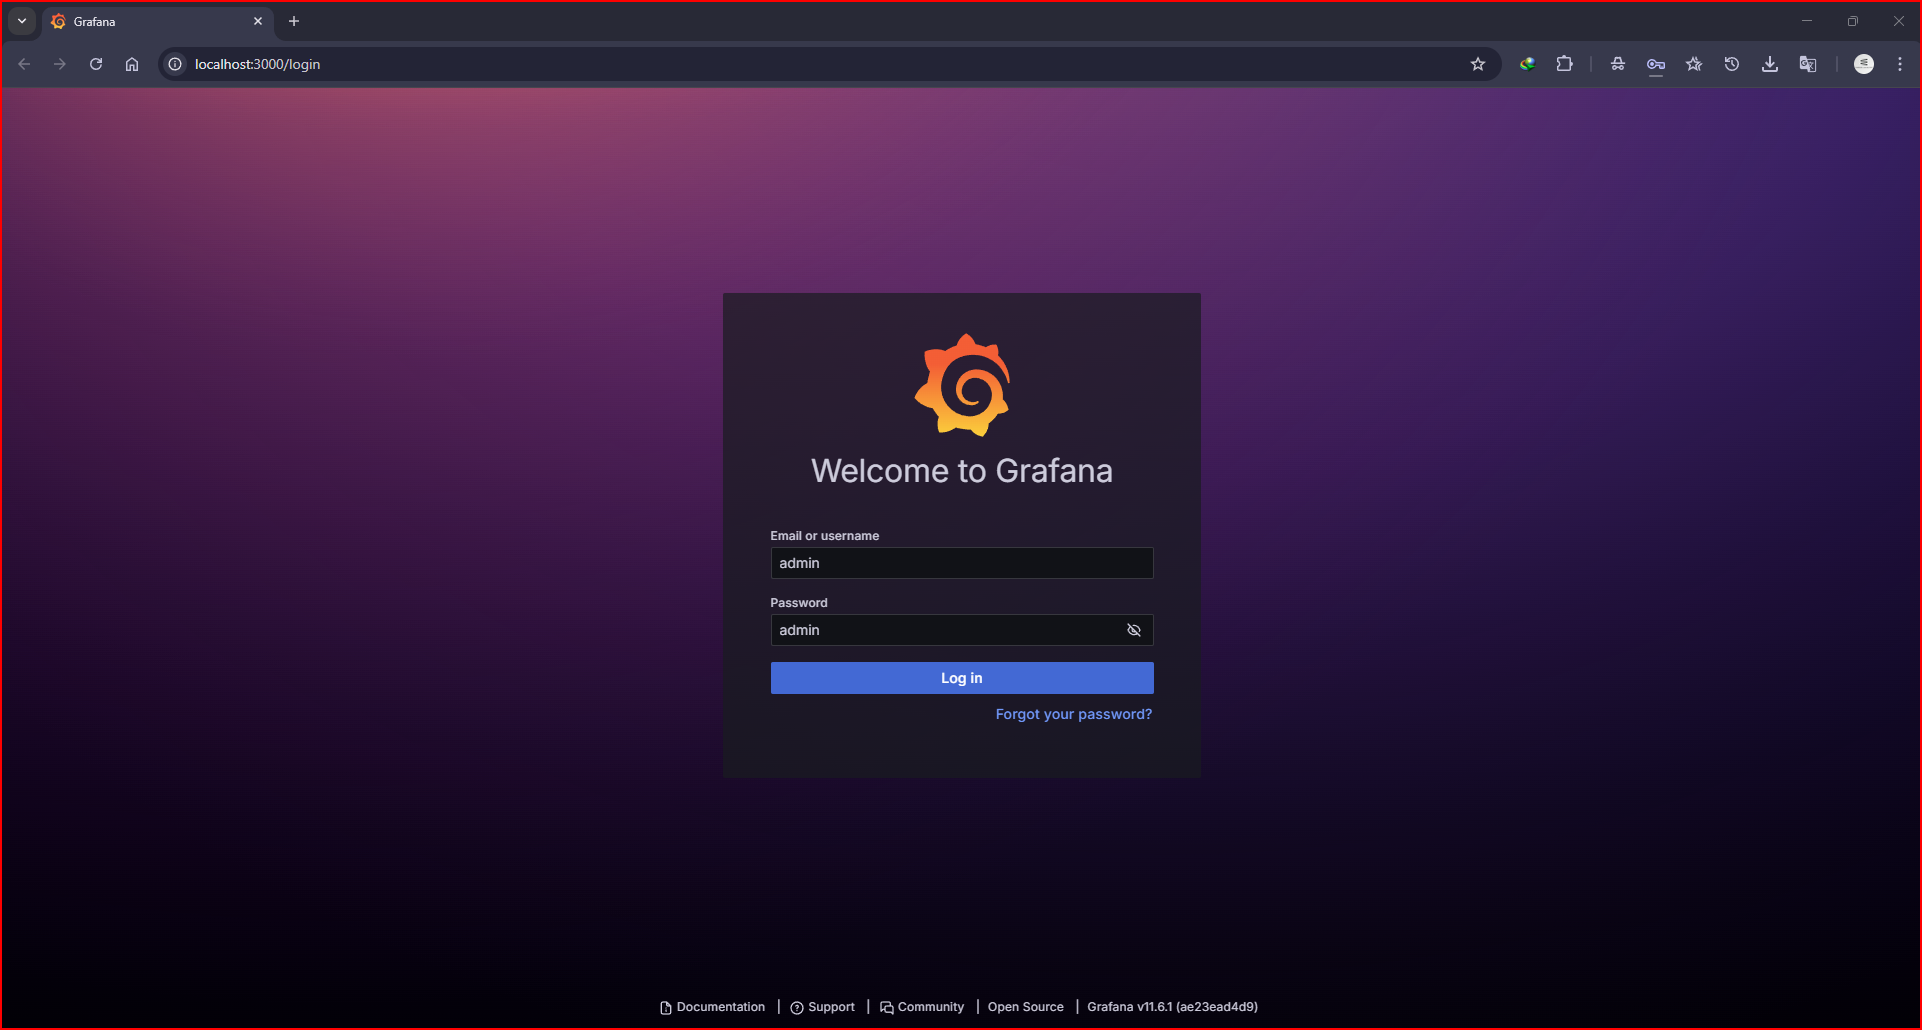 Grafana
localhost:3000/login
Welcome to Grafana
Email or username
admin
Password
admin
Log in
Forgot your password?
Documentation | Support | Community | Open Source | Grafana v11.6.1 (ae23ead4d9)